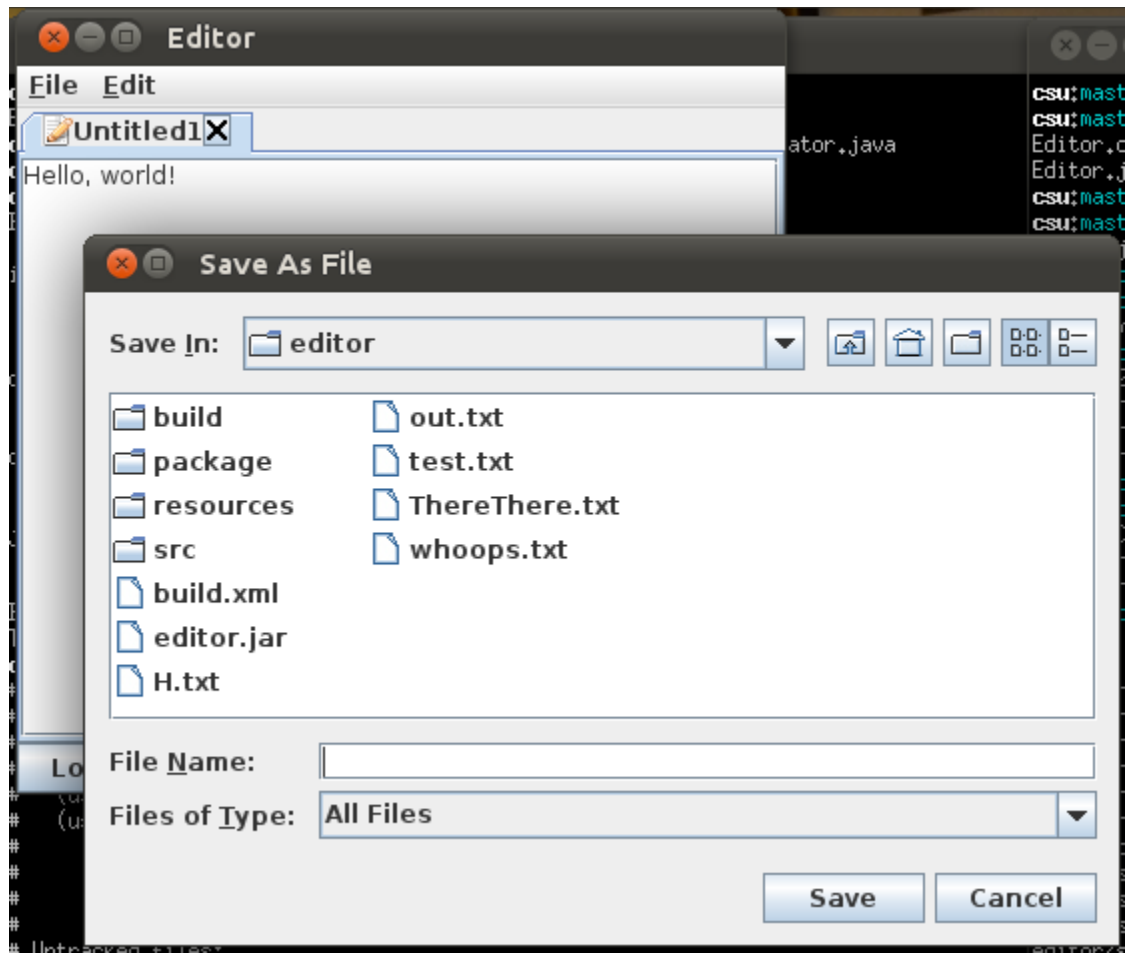 Editor
File Edit
Untitled1
Hello, world!
ator.java
csu:mast
csu:mast
Editor.
Editor.j
csu:mast
csu:mast
Save As File
Save In: editor
build
package
resources
src
build.xml
editor.jar
H.txt
out.txt
test.txt
ThereThere.txt
whoops.txt
File Name:
Files of Type: All Files
Save Cancel
Lo
(u
# Untracked files:
editor/s